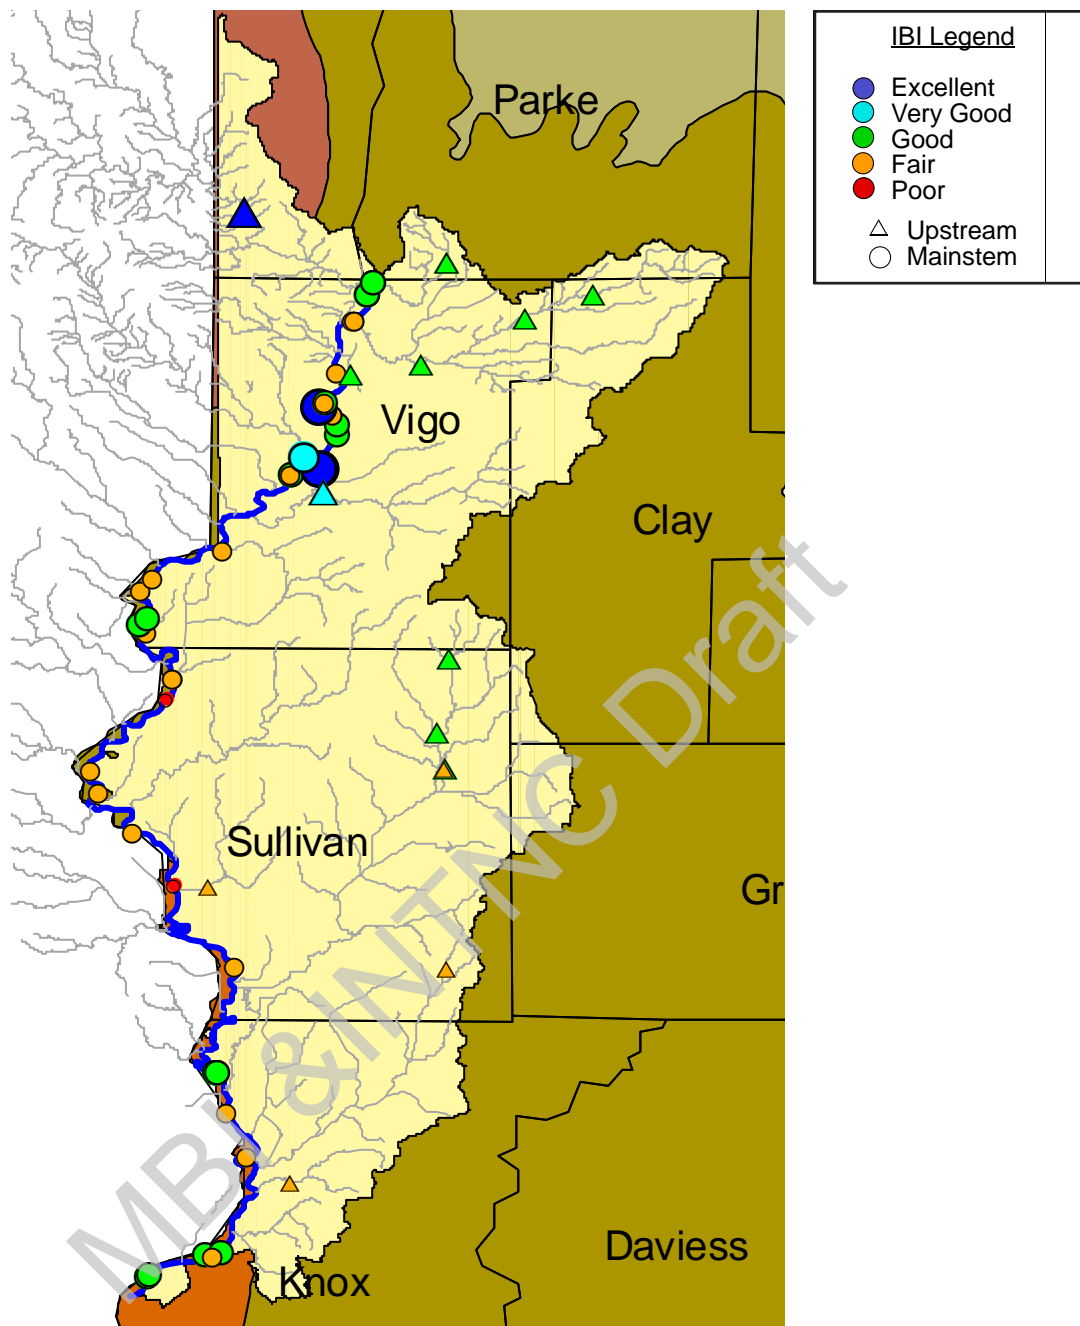 IBI Legend
Excellent
Very Good
Good
Fair
Poor
Upstream
Mainstem
Parke
Vigo
Clay
Sullivan
Gr
Daviess
Knox
MBI & INTNC Draft